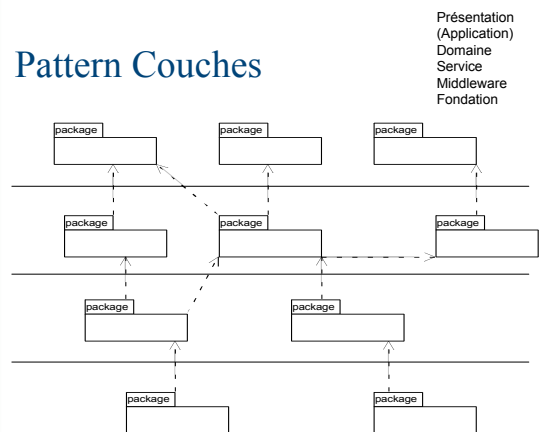 Présentation
(Application)
Domaine
Service
Middleware
Fondation
Pattern Couches
package
package
package
package
package
package
package
package
package
package